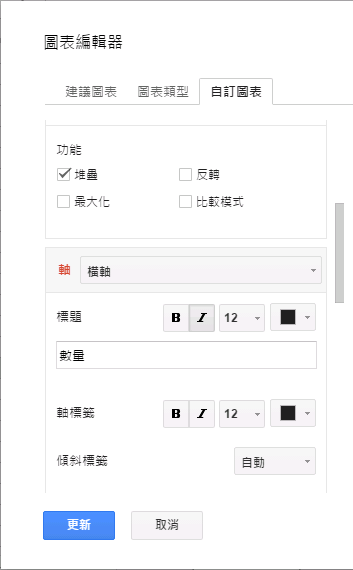 圖表編輯器
建議圖表 圖表類型 自訂圖表
功能
堆疊 反轉
最大化 比較模式
軸 橫軸
標題 B I 12
數量
軸標籤 B I 12
傾斜標籤 自動
更新 取消